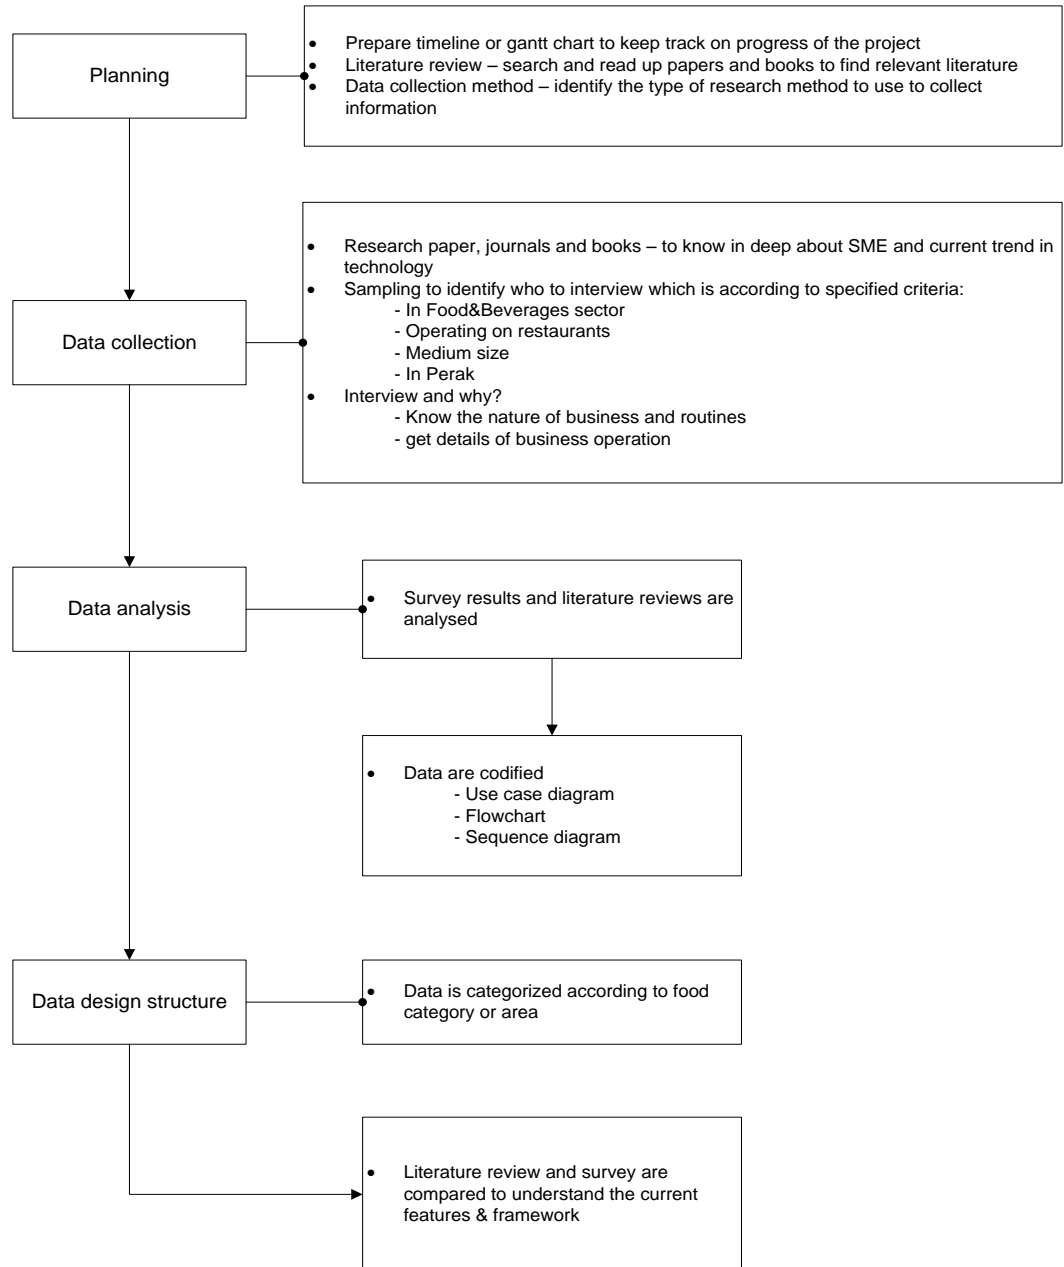 Planning
• Prepare timeline or gantt chart to keep track on progress of the project
• Literature review – search and read up papers and books to find relevant literature
• Data collection method – identify the type of research method to use to collect
information
Data collection
• Research paper, journals and books – to know in deep about SME and current trend in
technology
• Sampling to identify who to interview which is according to specified criteria:
- In Food&Beverages sector
- Operating on restaurants
- Medium size
- In Perak
• Interview and why?
- Know the nature of business and routines
- get details of business operation
Data analysis
• Survey results and literature reviews are
analysed
• Data are codified
- Use case diagram
- Flowchart
- Sequence diagram
Data design structure
• Data is categorized according to food
category or area
• Literature review and survey are
compared to understand the current
features & framework